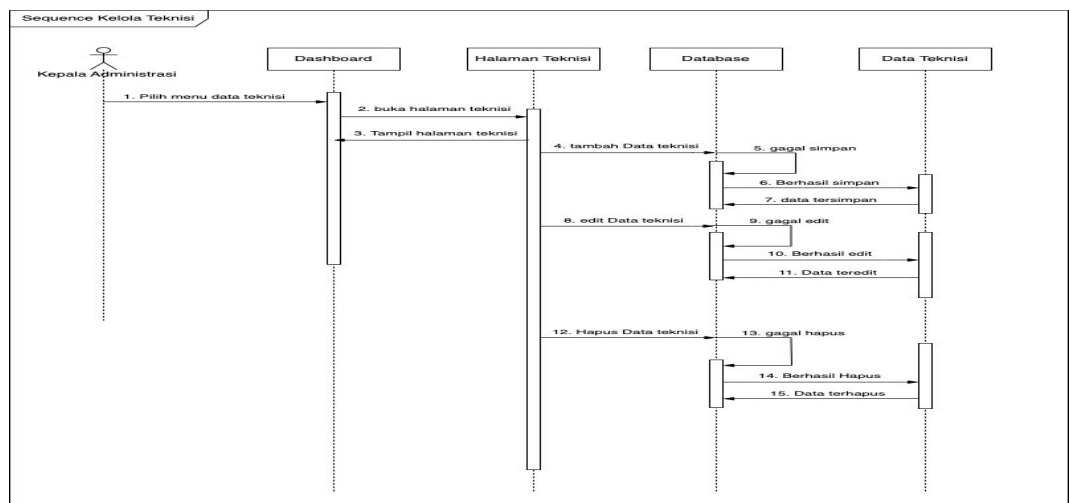 Sequence Kelola Teknisi
Kepala Administrasi
Dashboard
Halaman Teknisi
Database
Data Teknisi
1. Pilih menu data teknisi
2. buka halaman teknisi
3. Tampil halaman teknisi
4. tambah Data teknisi
5. gagal simpan
6. Berhasil simpan
7. data tersimpan
8. edit Data teknisi
9. gagal edit
10. Berhasil edit
11. Data teredit
12. Hapus Data teknisi
13. gagal hapus
14. Berhasil Hapus
15. Data terhapus